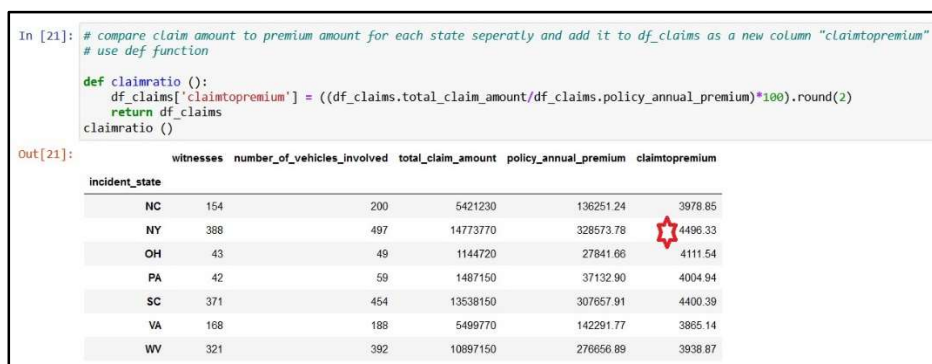 In [21]: # compare claim amount to premium amount for each state seperatly and add it to df_claims as a new column "claimtopremium"
# use def function
def claimratio ():
df_claims['claimtopremium'] = ((df_claims.total_claim_amount/df_claims.policy_annual_premium)*100).round(2)
return df_claims
claimratio ()
Out[21]:
witnesses number_of_vehicles_involved total_claim_amount policy_annual_premium claimtopremium
incident_state
NC 154 200 5421230 136251.24 3978.85
NY 388 497 14773770 328573.78 4496.33
OH 43 49 1144720 27841.66 4111.54
PA 42 59 1487150 37132.90 4004.94
SC 371 454 13538150 307657.91 4400.39
VA 168 188 5499770 142291.77 3865.14
WV 321 392 10897150 276656.89 3938.87